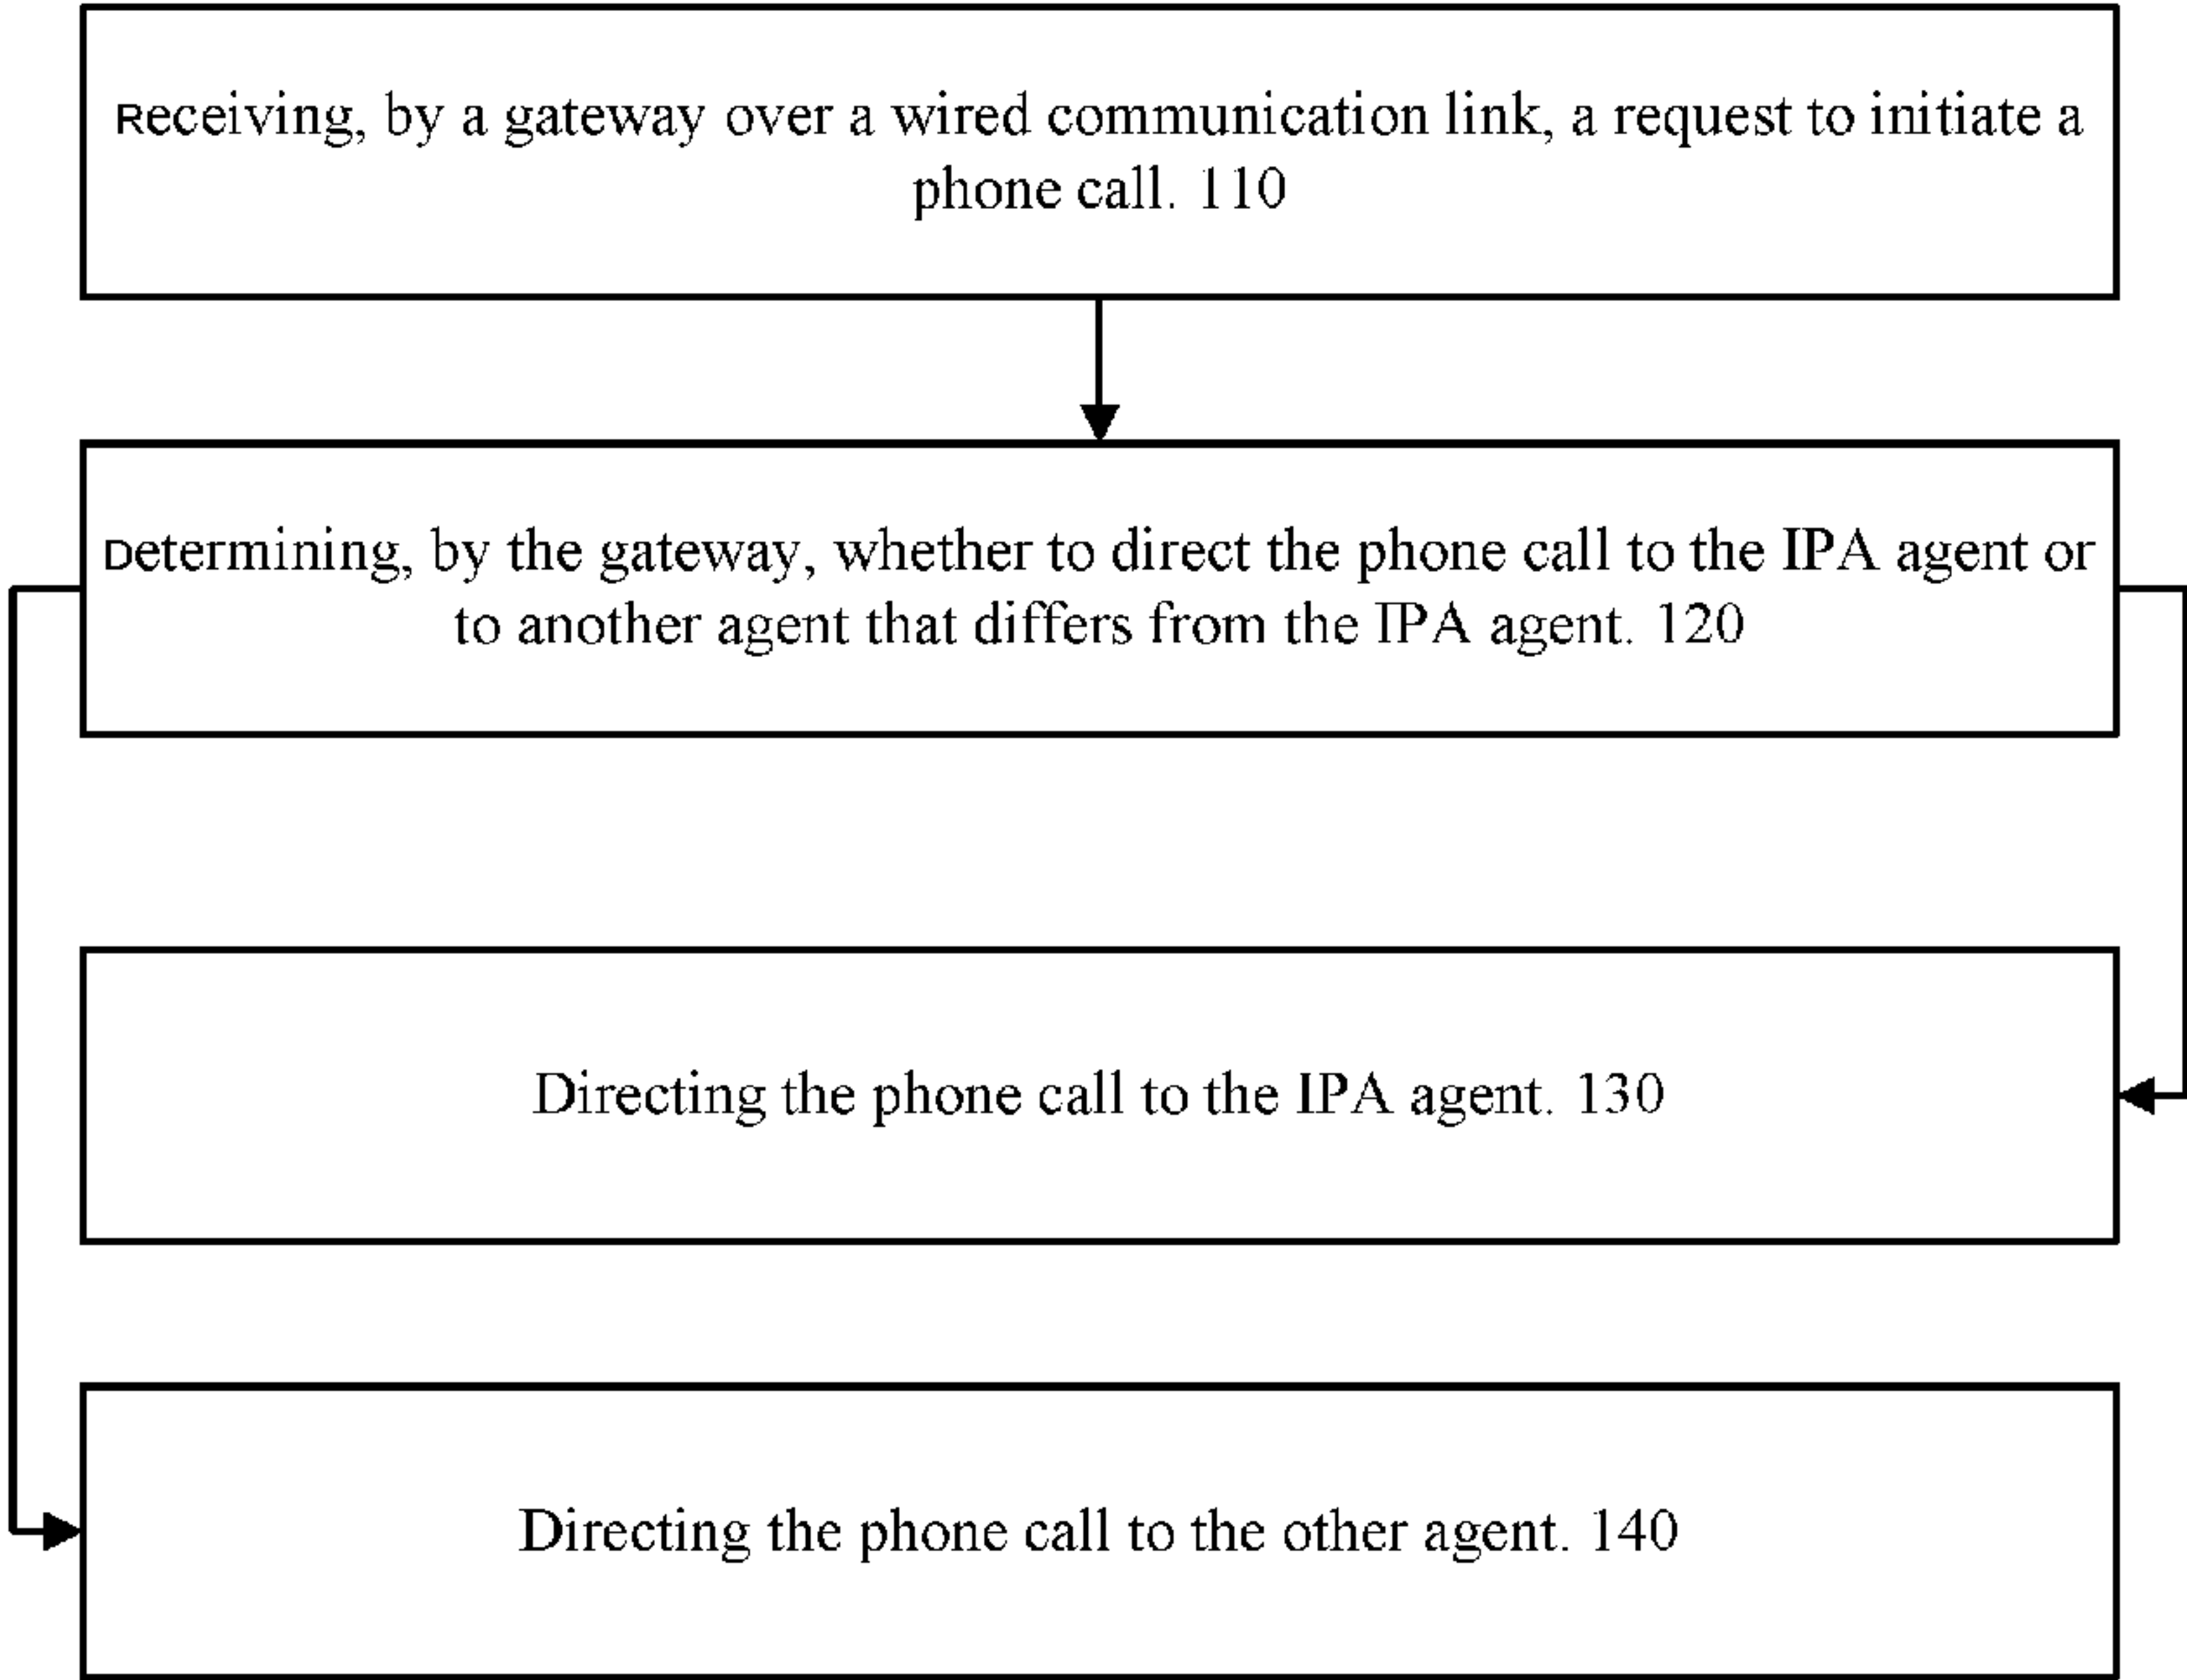 Receiving, by a gateway over a wired communication link, a request to initiate a
phone call. 110
Determining, by the gateway, whether to direct the phone call to the IPA agent or
to another agent that differs from the IPA agent. 120
Directing the phone call to the IPA agent. 130
Directing the phone call to the other agent. 140